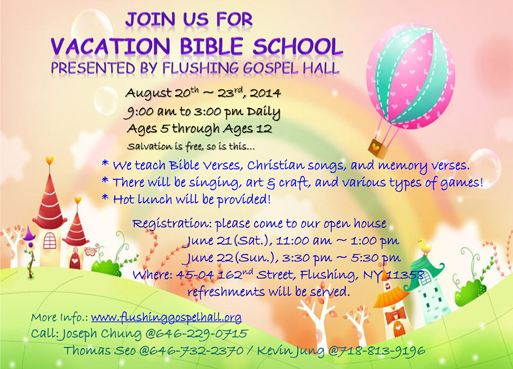 JOIN US FOR
VACATION BIBLE SCHOOL
PRESENTED BY FLUSHING GOSPEL HALL
August 20th ~ 23rd, 2014
9:00 am to 3:00 pm Daily
Ages 5 through Ages 12
Salvation is free, so is this...
* We teach Bible Verses, Christian songs, and memory verses.
* There will be singing, art & craft, and various types of games!
* Hot lunch will be provided!
Registration: please come to our open house
June 21(Sat.), 11:00 am ~ 1:00 pm
June 22(Sun.), 3:30 pm ~ 5:30 pm
Where: 45-04 162nd Street, Flushing, NY 11358
refreshments will be served.
More Info.: www.flushinggospelhall.org
Call: Joseph Chung @646-229-0715
Thomas Seo @646-732-2370 / Kevin Jung @718-813-9196